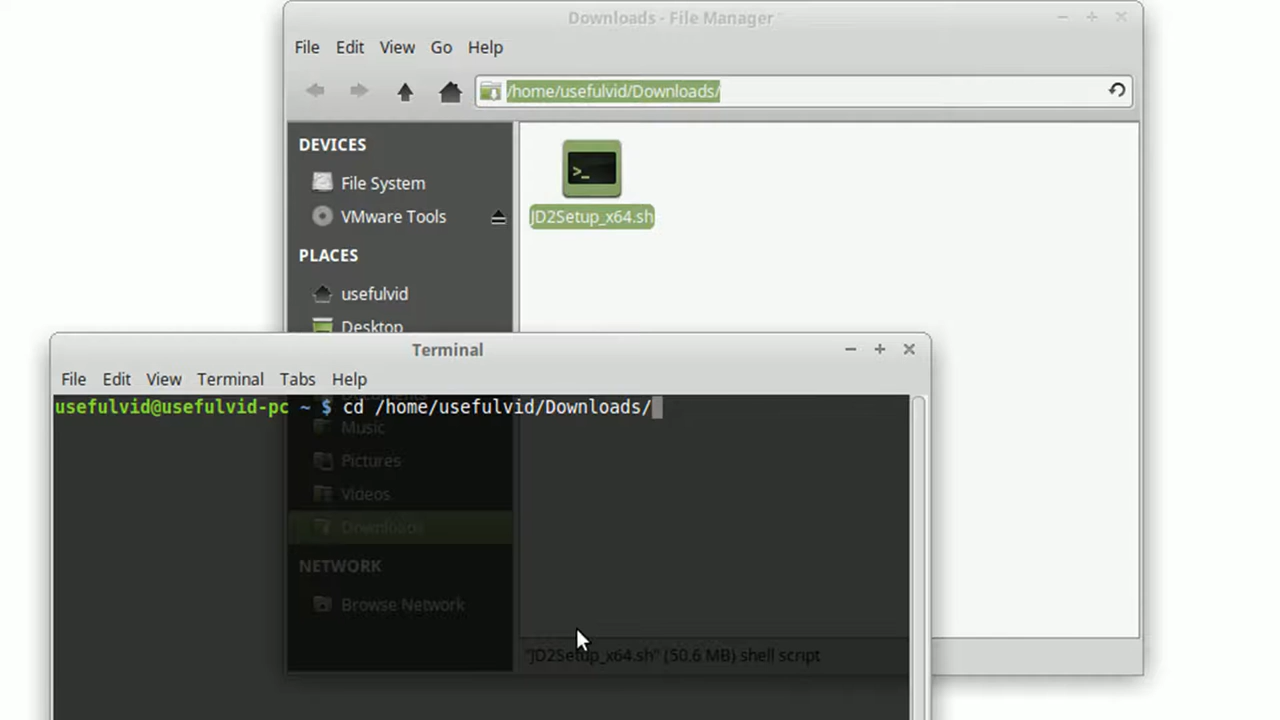 Downloads - File Manager
File Edit View Go Help
/home/usefulvid/Downloads/
DEVICES
File System
VMware Tools
PLACES
usefulvid
Desktop
JD2Setup_x64.sh
Terminal
File Edit View Terminal Tabs Help
usefulvid@usefulvid-pc ~ $ cd /home/usefulvid/Downloads/
Music
Pictures
Videos
Downloads
NETWORK
Browse Network
"JD2Setup_x64.sh" (50.6 MB) shell script